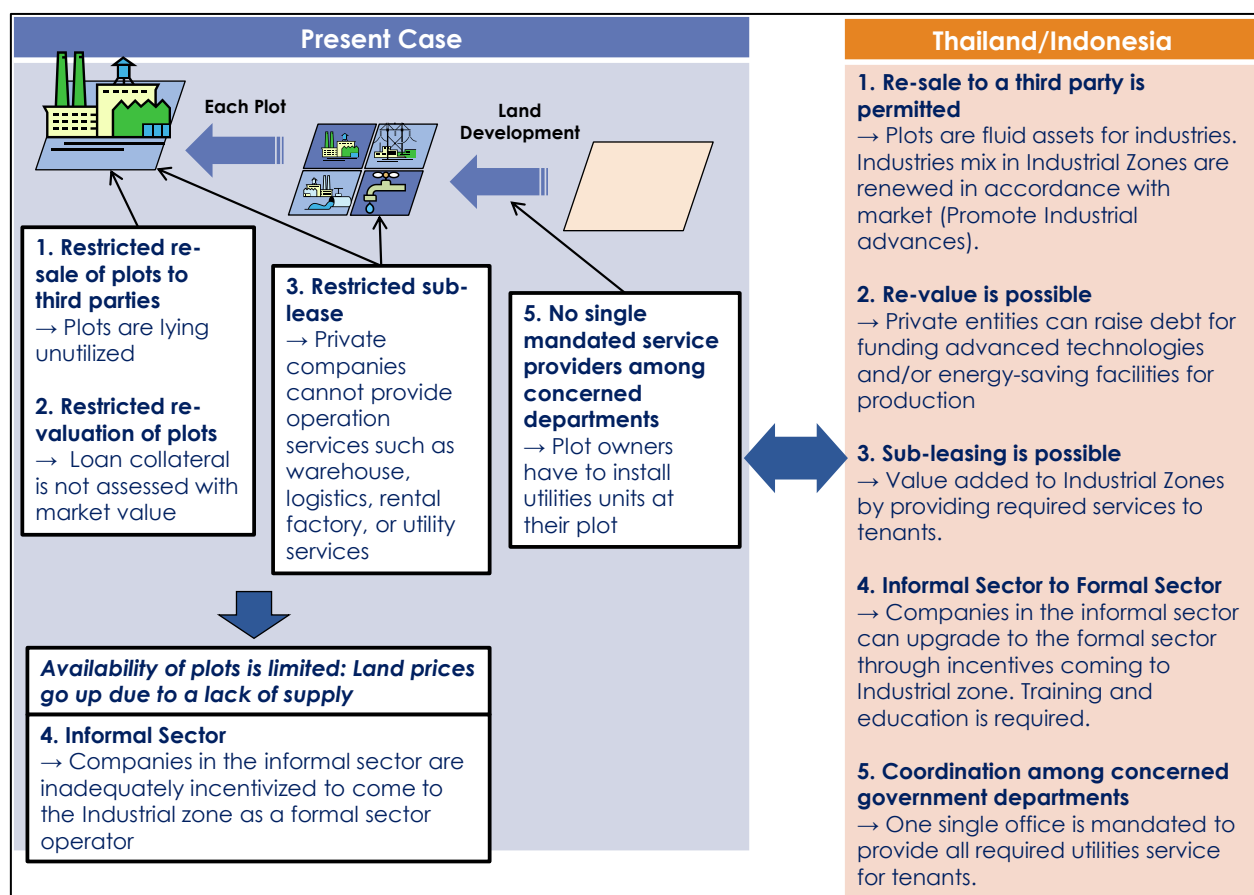 Present Case
Each Plot
Land
Development
1. Restricted re-
sale of plots to
third parties
→ Plots are lying
unutilized
2. Restricted re-
valuation of plots
→ Loan collateral
is not assessed with
market value
3. Restricted sub-
lease
→ Private
companies
cannot provide
operation
services such as
warehouse,
logistics, rental
factory, or utility
services
5. No single
mandated service
providers among
concerned
departments
→ Plot owners
have to install
utilities units at
their plot
Availability of plots is limited: Land prices
go up due to a lack of supply
4. Informal Sector
→ Companies in the informal sector are
inadequately incentivized to come to
the Industrial zone as a formal sector
operator
Thailand/Indonesia
1. Re-sale to a third party is
permitted
→ Plots are fluid assets for industries.
Industries mix in Industrial Zones are
renewed in accordance with
market (Promote Industrial
advances).
2. Re-value is possible
→ Private entities can raise debt for
funding advanced technologies
and/or energy-saving facilities for
production
3. Sub-leasing is possible
→ Value added to Industrial Zones
by providing required services to
tenants.
4. Informal Sector to Formal Sector
→ Companies in the informal sector
can upgrade to the formal sector
through incentives coming to
Industrial zone. Training and
education is required.
5. Coordination among concerned
government departments
→ One single office is mandated to
provide all required utilities service
for tenants.